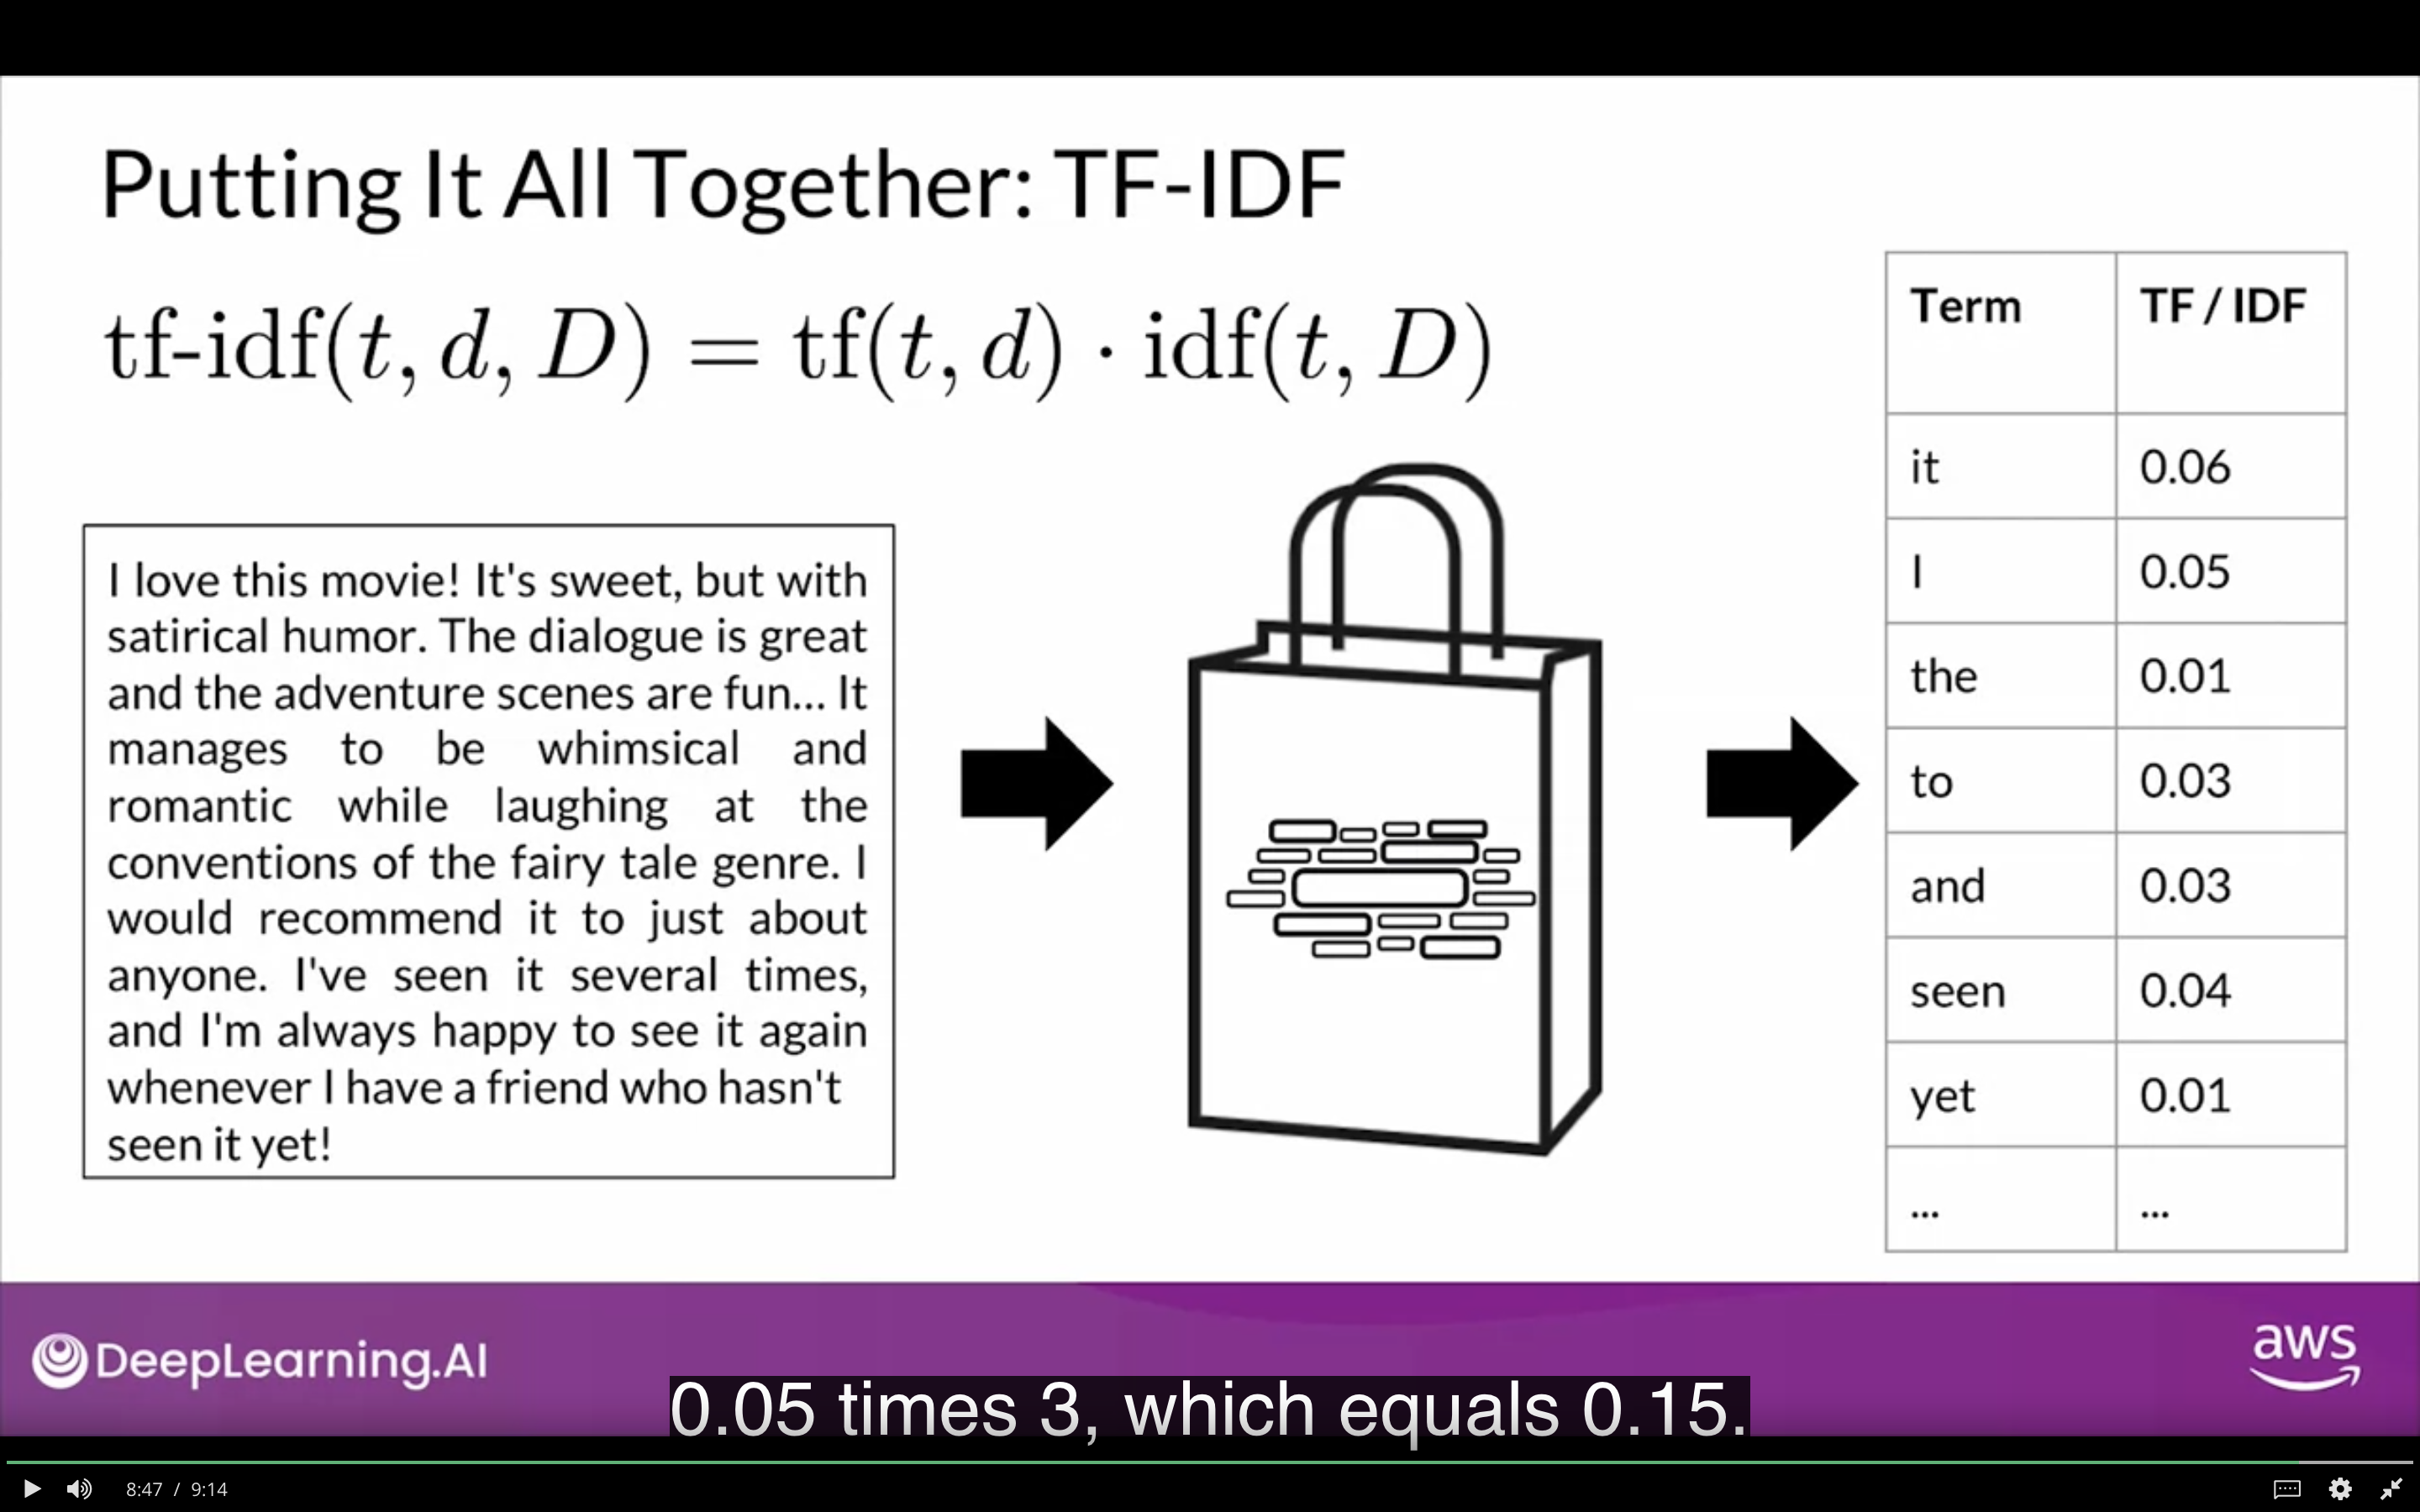 Putting It All Together: TF-IDF
tf-idf(t, d, D) = tf(t, d) · idf(t, D)
I love this movie! It's sweet, but with
satirical humor. The dialogue is great
and the adventure scenes are fun... It
manages to be whimsical and
romantic while laughing at the
conventions of the fairy tale genre. I
would recommend it to just about
anyone. I've seen it several times,
and I'm always happy to see it again
whenever I have a friend who hasn't
seen it yet!
Term TF / IDF
it 0.06
I 0.05
the 0.01
to 0.03
and 0.03
seen 0.04
yet 0.01
... ...
DeepLearning.AI
aws
0.05 times 3, which equals 0.15.
8:47 / 9:14